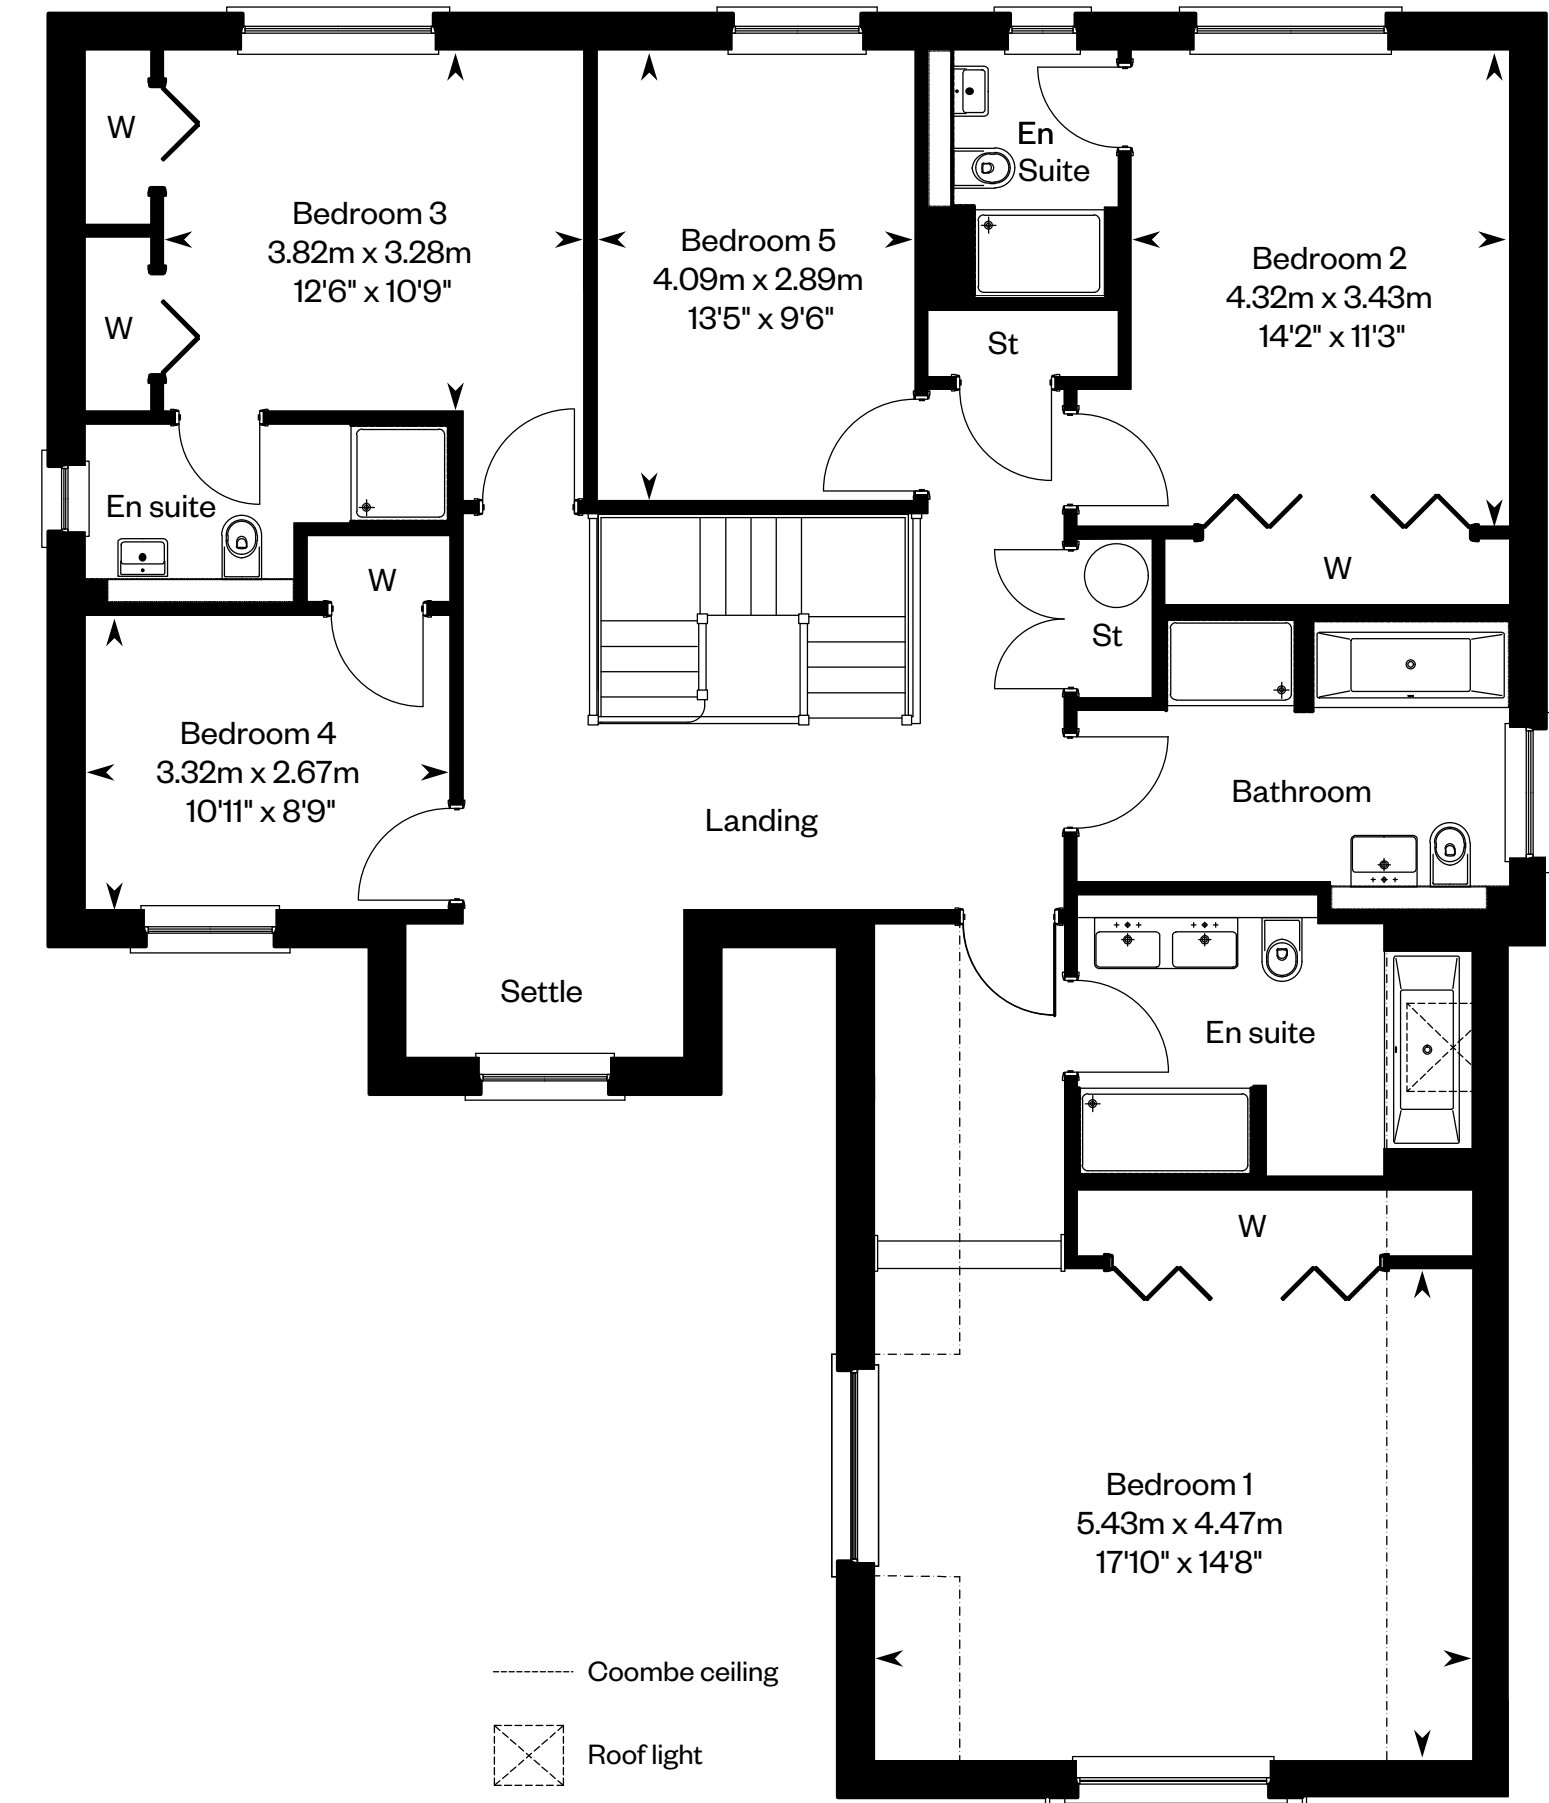 W
W
Bedroom 3
3.82m x 3.28m
12'6" x 10'9"
Bedroom 5
4.09m x 2.89m
13'5" x 9'6"
En
Suite
St
Bedroom 2
4.32m x 3.43m
14'2" x 11'3"
W
En suite
W
St
Bedroom 4
3.32m x 2.67m
10'11" x 8'9"
Landing
Bathroom
Settle
En suite
W
Bedroom 1
5.43m x 4.47m
17'10" x 14'8"
Coombe ceiling
Roof light